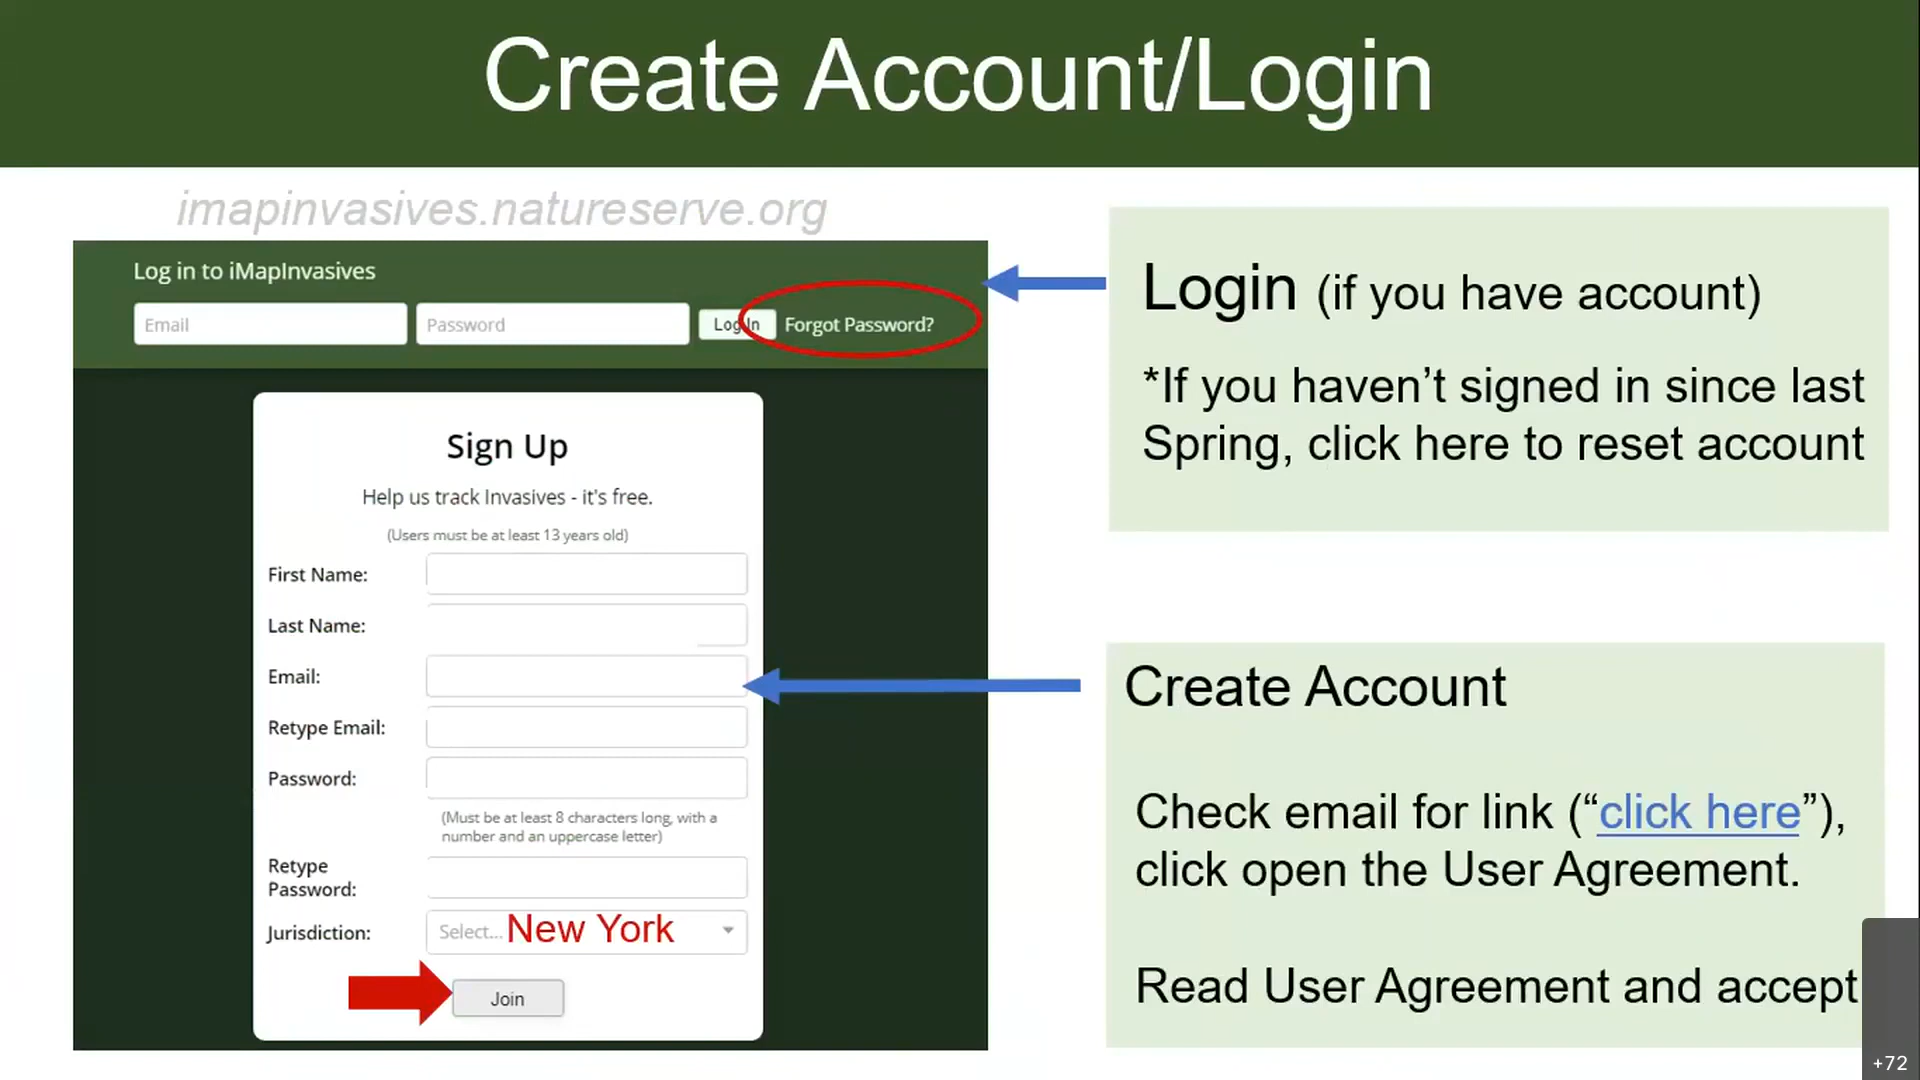 Create Account/Login
imapinvasives.natureserve.org
Log in to iMapInvasives
Email
Password
Log In
Forgot Password?
Sign Up
Help us track Invasives - it's free.
(Users must be at least 13 years old)
First Name:
Last Name:
Email:
Retype Email:
Password:
(Must be at least 8 characters long, with a
number and an uppercase letter)
Retype
Password:
Jurisdiction:
Select... New York
Join
Login (if you have account)
*If you haven’t signed in since last
Spring, click here to reset account
Create Account
Check email for link (“click here”),
click open the User Agreement.
Read User Agreement and accept
+72